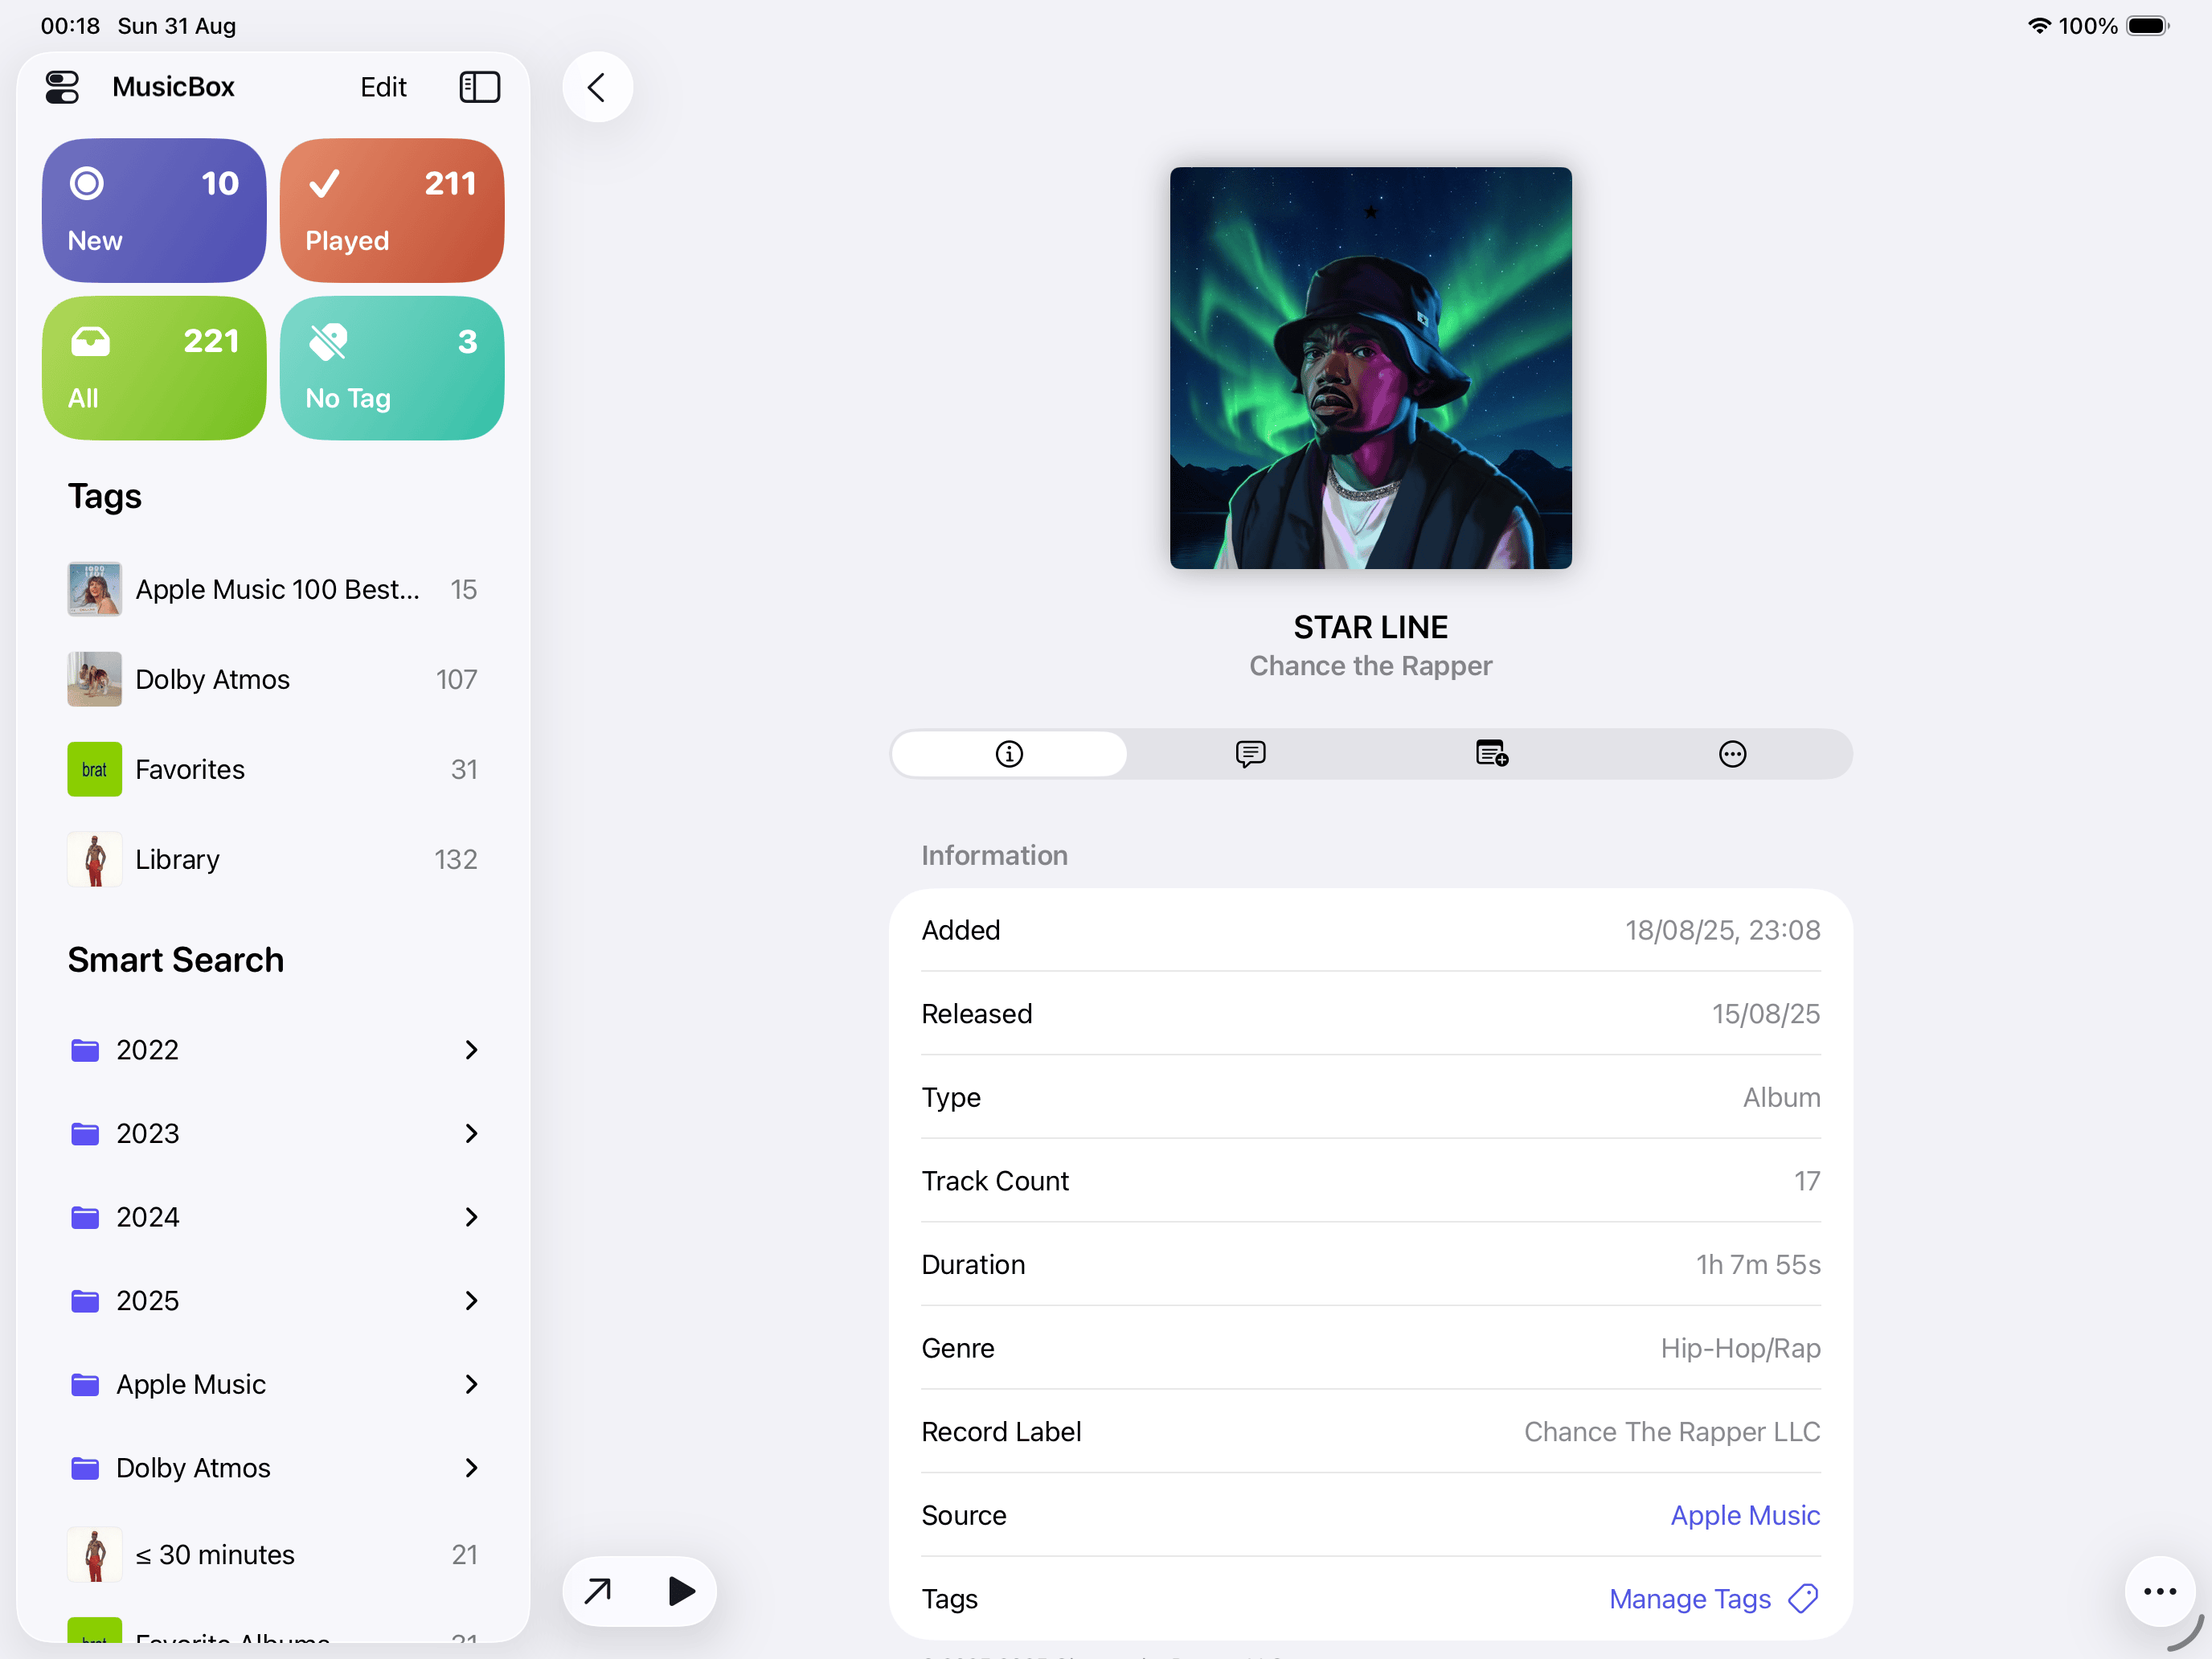 00:18 Sun 31 Aug
100%
MusicBox
Edit
10
New
211
Played
221
All
3
No Tag
Tags
Apple Music 100 Best... 15
Dolby Atmos 107
brat
Favorites 31
Library 132
Smart Search
2022
2023
2024
2025
Apple Music
Dolby Atmos
≤ 30 minutes 21
STAR LINE
Chance the Rapper
Information
Added 18/08/25, 23:08
Released 15/08/25
Type Album
Track Count 17
Duration 1h 7m 55s
Genre Hip-Hop/Rap
Record Label Chance The Rapper LLC
Source Apple Music
Tags Manage Tags